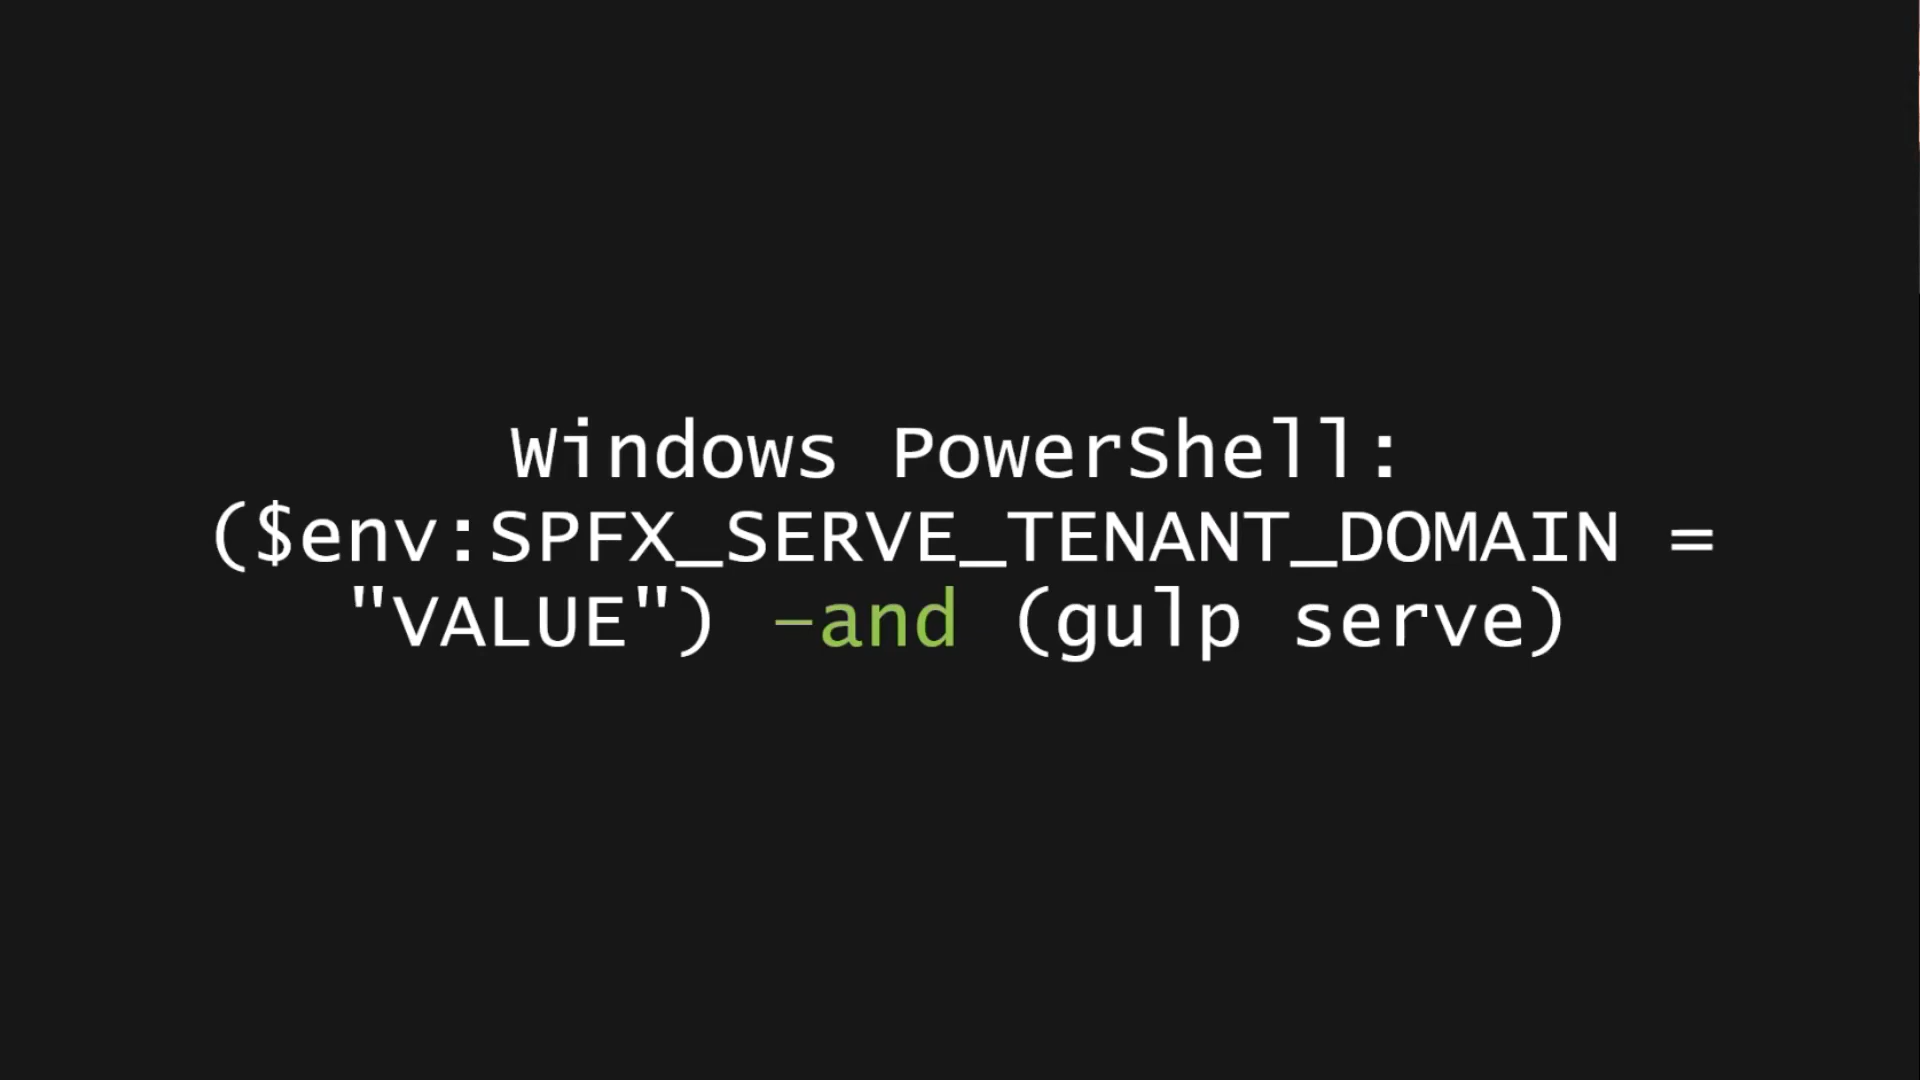 Windows PowerShell:
($env:SPFX_SERVE_TENANT_DOMAIN =
"VALUE") –and (gulp serve)